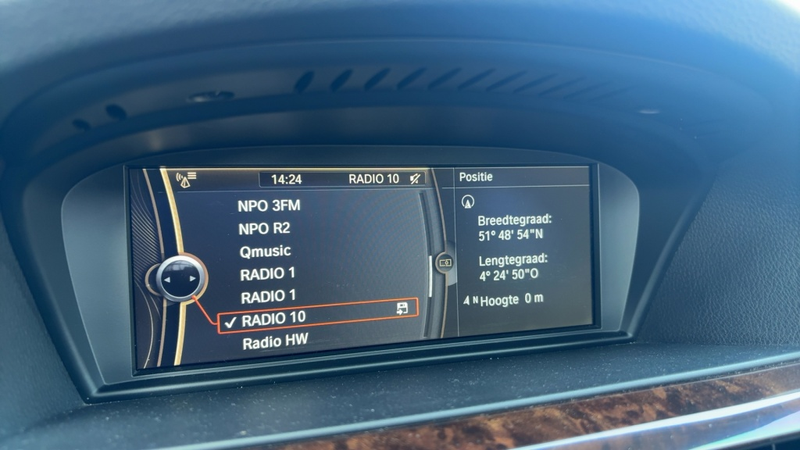 14:24 RADIO 10
NPO 3FM
NPO R2
Qmusic
RADIO 1
RADIO 1
RADIO 10
Radio HW
Positie
Breedtegraad:
51° 48' 54"N
Lengtegraad:
4° 24' 50"O
Hoogte 0 m